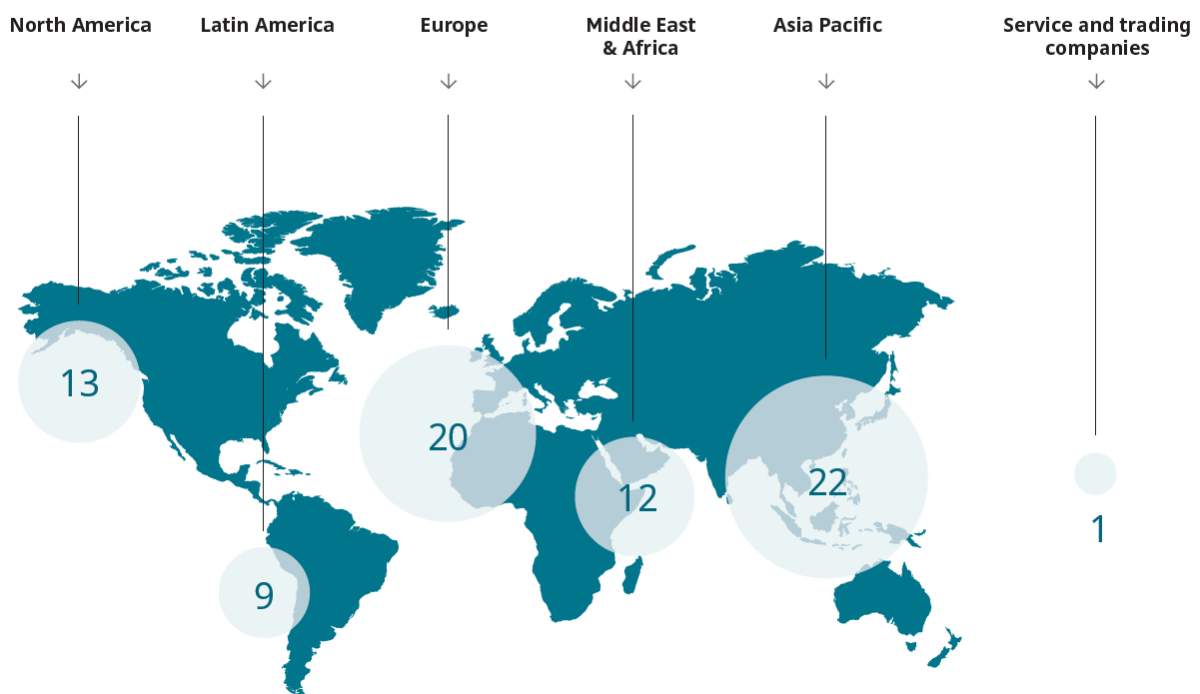 North America
Latin America
Europe
Middle East
& Africa
Asia Pacific
Service and trading
companies
13
20
22
12
1
9